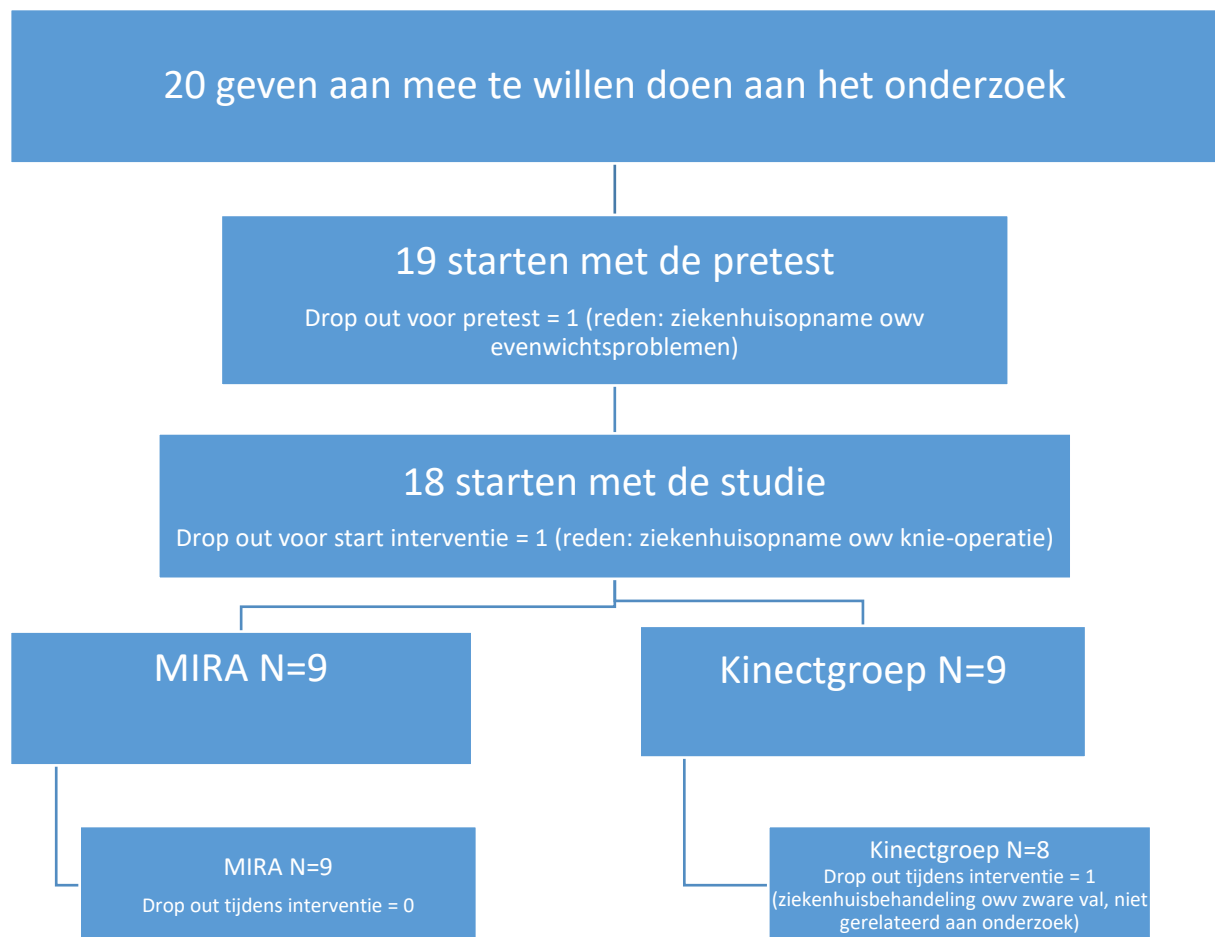 20 geven aan mee te willen doen aan het onderzoek
19 starten met de pretest
Drop out voor pretest = 1 (reden: ziekenhuisopname owv
evenwichtsproblemen)
18 starten met de studie
Drop out voor start interventie = 1 (reden: ziekenhuisopname owv knie-operatie)
MIRA N=9
Kinectgroep N=9
MIRA N=9
Drop out tijdens interventie = 0
Kinectgroep N=8
Drop out tijdens interventie = 1
(ziekenhuisbehandeling owv zware val, niet
gerelateerd aan onderzoek)